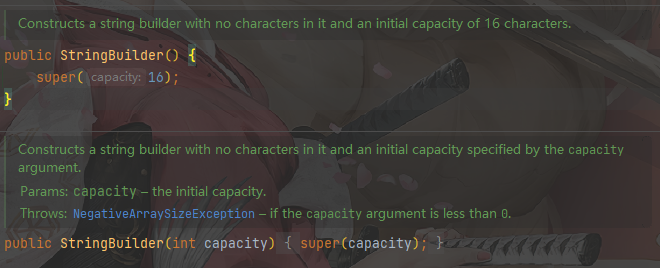 Constructs a string builder with no characters in it and an initial capacity of 16 characters.
public StringBuilder() {
super( capacity: 16);
}
Constructs a string builder with no characters in it and an initial capacity specified by the capacity
argument.
Params: capacity – the initial capacity.
Throws: NegativeArraySizeException – if the capacity argument is less than 0.
public StringBuilder(int capacity) { super(capacity); }